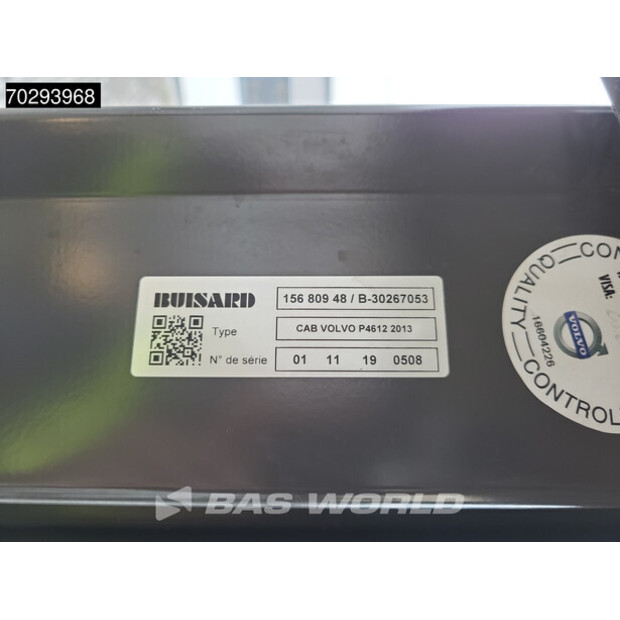 70293968
BUISARD
156 809 48 / B-30267053
Type
CAB VOLVO P4612 2013
N° de série
01 11 19 0508
QUALITY
CONTROL
VISA:
VOLVO
16604226
BAS WORLD